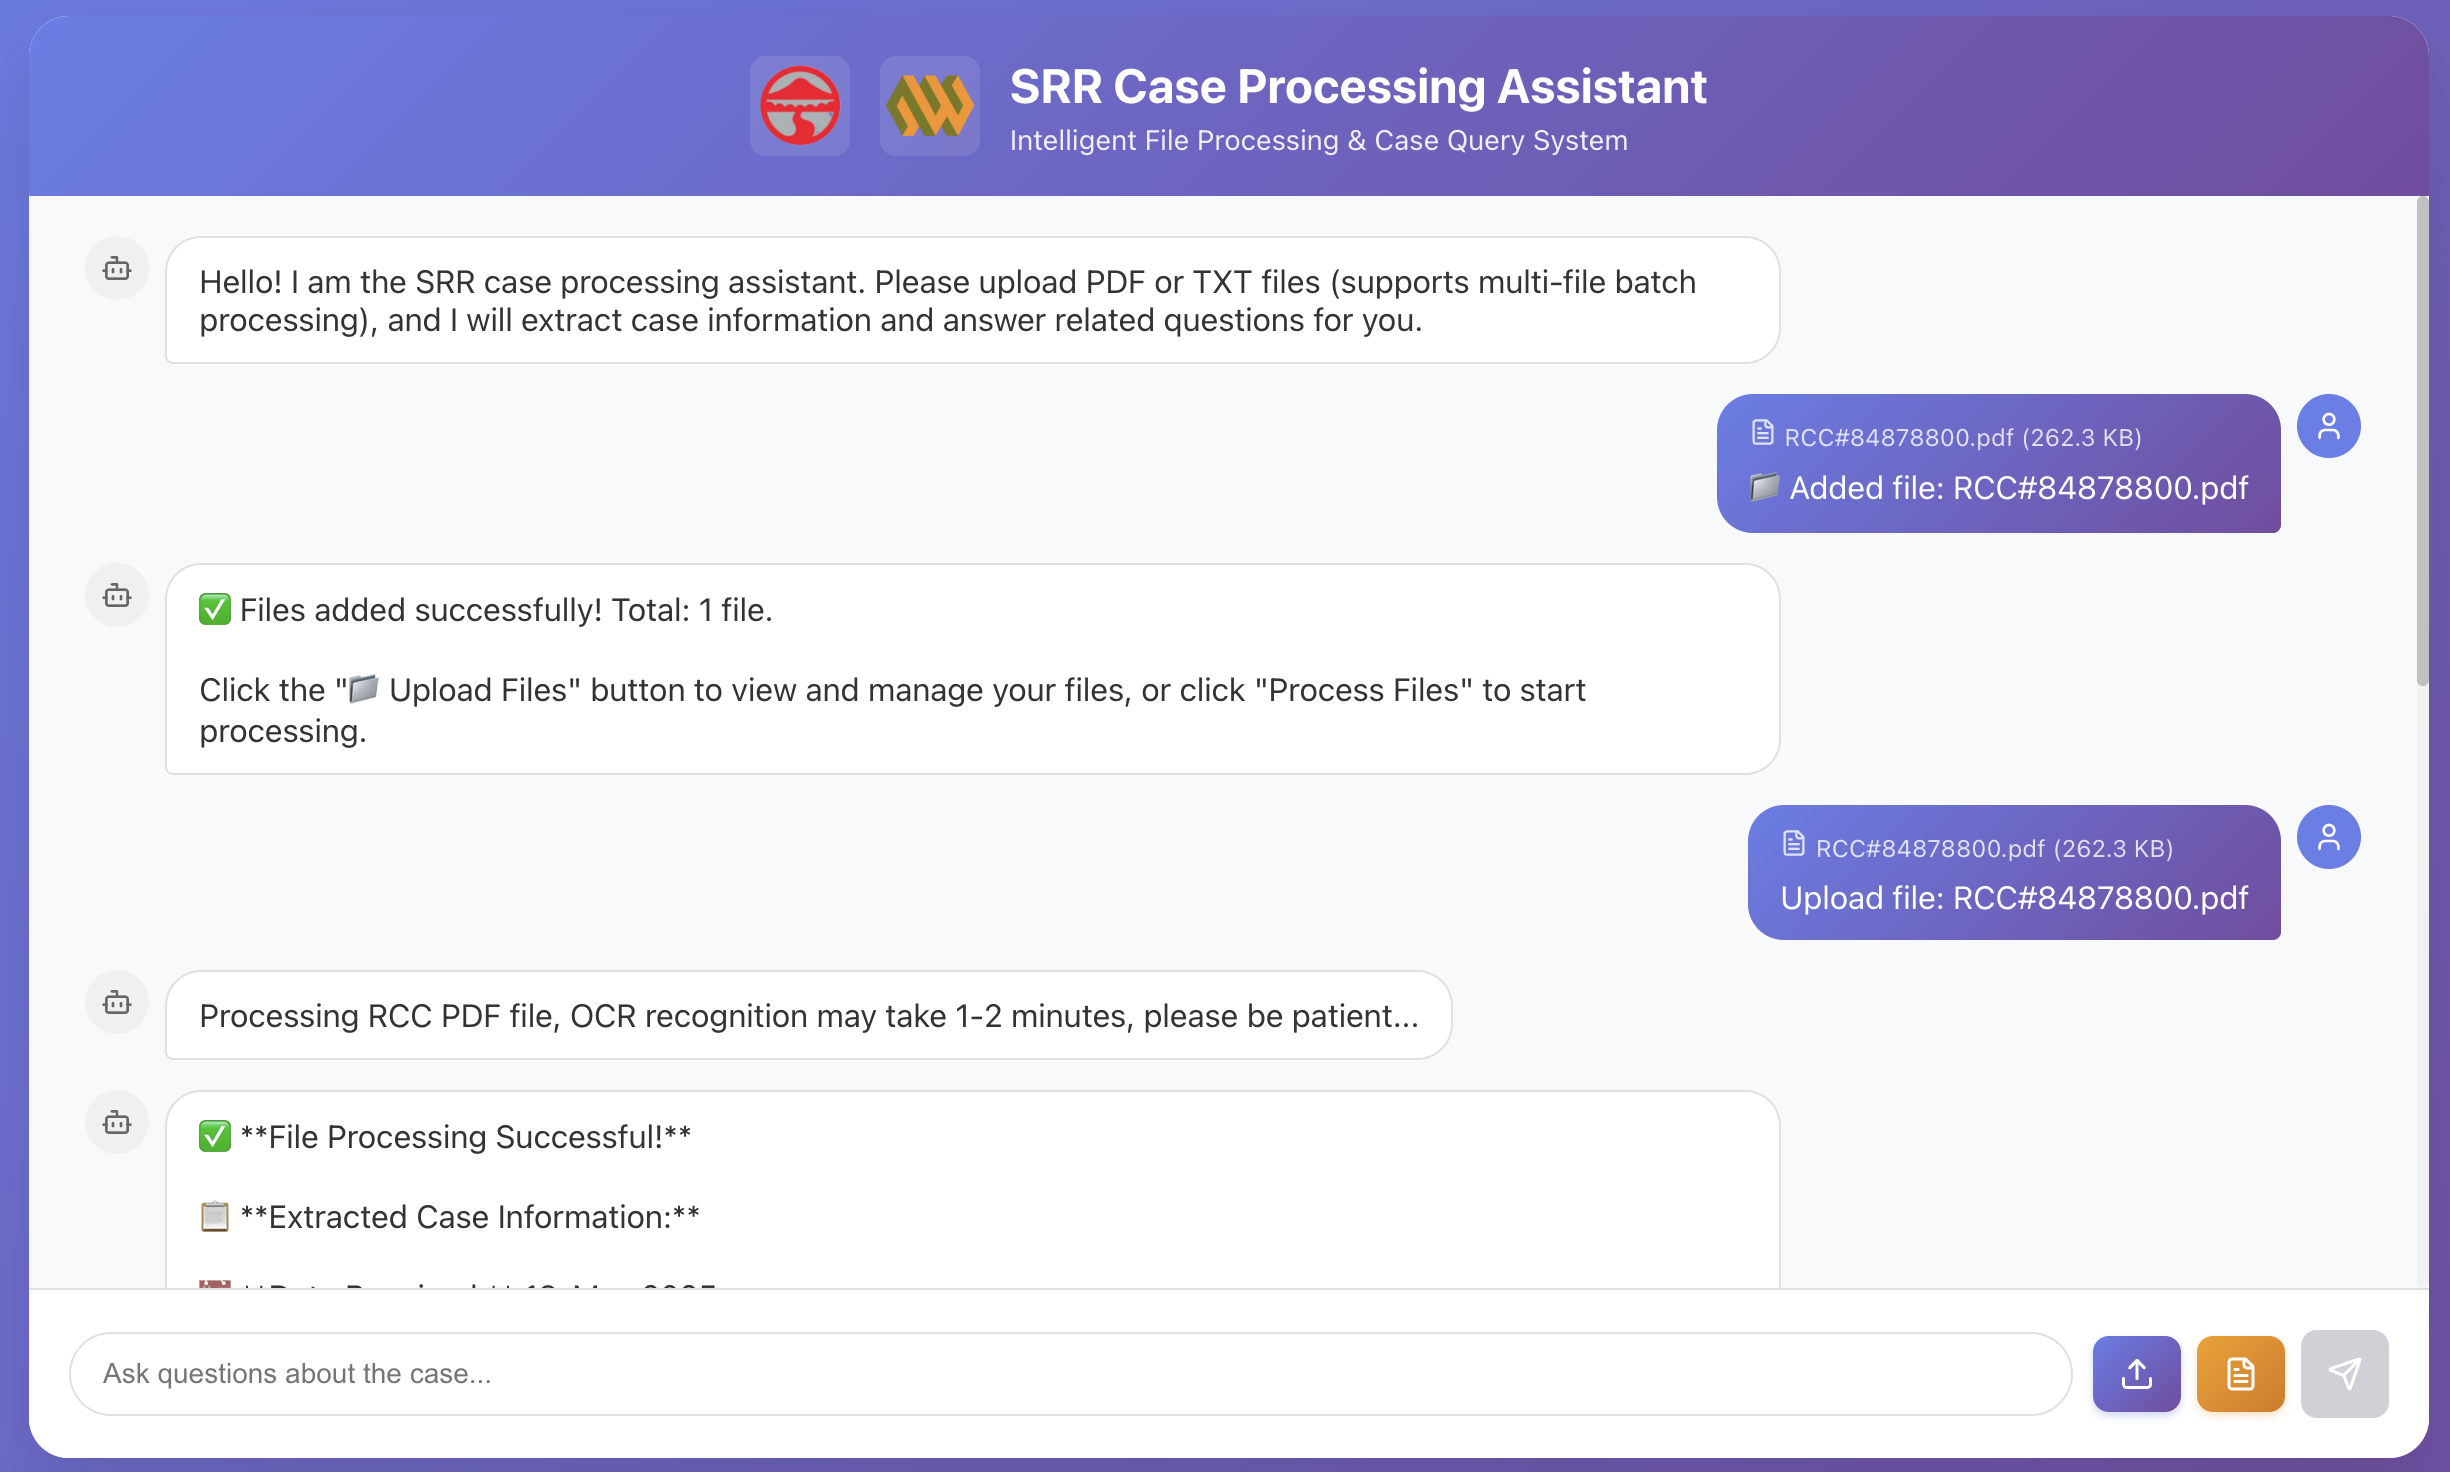 SRR Case Processing Assistant
Intelligent File Processing & Case Query System
Hello! I am the SRR case processing assistant. Please upload PDF or TXT files (supports multi-file batch
processing), and I will extract case information and answer related questions for you.
RCC#84878800.pdf (262.3 KB)
Added file: RCC#84878800.pdf
Files added successfully! Total: 1 file.
Click the " Upload Files" button to view and manage your files, or click "Process Files" to start
processing.
RCC#84878800.pdf (262.3 KB)
Upload file: RCC#84878800.pdf
Processing RCC PDF file, OCR recognition may take 1-2 minutes, please be patient...
**File Processing Successful!**
**Extracted Case Information:**
Ask questions about the case...